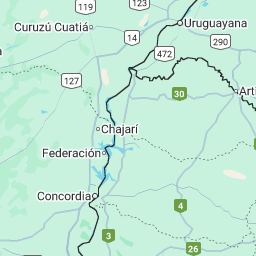 119
123
Uruguayana
Curuzú Cuatiá
14
290
472
127
30
Arti
Chajarí
Federación
Concordia
4
3
26